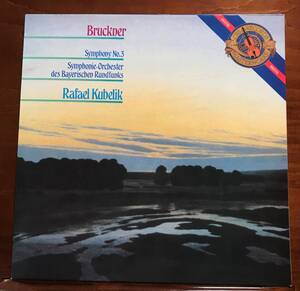 Bruckner
Symphony No.3
Symphonie-Orchester
des Bayerischen Rundfunks
Rafael Kubelik